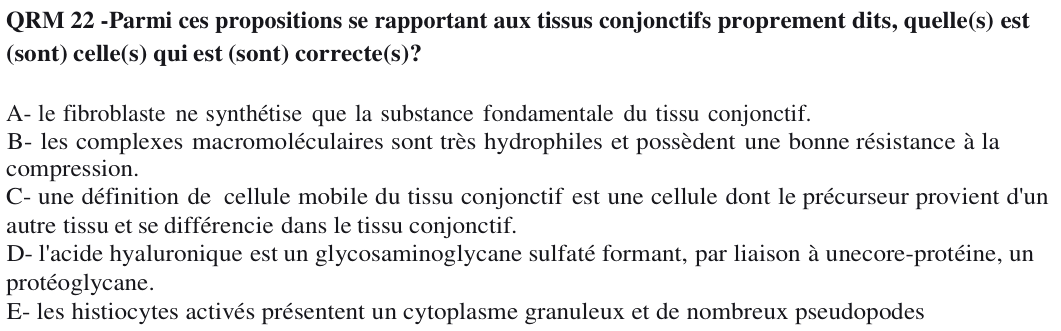 QRM 22 -Parmi ces propositions se rapportant aux tissus conjonctifs proprement dits, quelle(s) est
(sont) celle(s) qui est (sont) correcte(s)?
A- le fibroblaste ne synthétise que la substance fondamentale du tissu conjonctif.
B- les complexes macromoléculaires sont très hydrophiles et possèdent une bonne résistance à la
compression.
C- une définition de cellule mobile du tissu conjonctif est une cellule dont le précurseur provient d'un
autre tissu et se différencie dans le tissu conjonctif.
D- l'acide hyaluronique est un glycosaminoglycane sulfaté formant, par liaison à unecore-protéine, un
protéoglycane.
E- les histiocytes activés présentent un cytoplasme granuleux et de nombreux pseudopodes